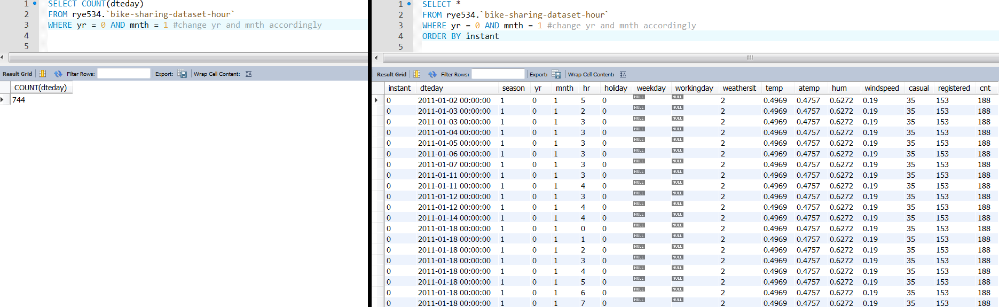 1 SELECT COUNT(dteday)
2 FROM rye534.`bike-sharing-dataset-hour`
3 WHERE yr = 0 AND mnth = 1 #change yr and mnth accordingly
4
5
Result Grid Filter Rows: Export: Wrap Cell Content:
COUNT(dteday)
744
1 SELECT *
2 FROM rye534.`bike-sharing-dataset-hour`
3 WHERE yr = 0 AND mnth = 1 #change yr and mnth accordingly
4 ORDER BY instant
5
Result Grid Filter Rows: Export: Wrap Cell Content:
instant dteday season yr mnth hr holiday weekday workingday weathersit temp atemp hum windspeed casual registered cnt
0 2011-01-02 00:00:00 1 0 1 5 0 NULL NULL 2 0.4969 0.4757 0.6272 0.19 35 153 188
0 2011-01-03 00:00:00 1 0 1 2 0 NULL NULL 2 0.4969 0.4757 0.6272 0.19 35 153 188
0 2011-01-03 00:00:00 1 0 1 3 0 NULL NULL 2 0.4969 0.4757 0.6272 0.19 35 153 188
0 2011-01-04 00:00:00 1 0 1 3 0 NULL NULL 2 0.4969 0.4757 0.6272 0.19 35 153 188
0 2011-01-05 00:00:00 1 0 1 3 0 NULL NULL 2 0.4969 0.4757 0.6272 0.19 35 153 188
0 2011-01-06 00:00:00 1 0 1 3 0 NULL NULL 2 0.4969 0.4757 0.6272 0.19 35 153 188
0 2011-01-07 00:00:00 1 0 1 3 0 NULL NULL 2 0.4969 0.4757 0.6272 0.19 35 153 188
0 2011-01-11 00:00:00 1 0 1 3 0 NULL NULL 2 0.4969 0.4757 0.6272 0.19 35 153 188
0 2011-01-11 00:00:00 1 0 1 4 0 NULL NULL 2 0.4969 0.4757 0.6272 0.19 35 153 188
0 2011-01-12 00:00:00 1 0 1 3 0 NULL NULL 2 0.4969 0.4757 0.6272 0.19 35 153 188
0 2011-01-12 00:00:00 1 0 1 4 0 NULL NULL 2 0.4969 0.4757 0.6272 0.19 35 153 188
0 2011-01-14 00:00:00 1 0 1 4 0 NULL NULL 2 0.4969 0.4757 0.6272 0.19 35 153 188
0 2011-01-18 00:00:00 1 0 1 0 0 NULL NULL 2 0.4969 0.4757 0.6272 0.19 35 153 188
0 2011-01-18 00:00:00 1 0 1 1 0 NULL NULL 2 0.4969 0.4757 0.6272 0.19 35 153 188
0 2011-01-18 00:00:00 1 0 1 2 0 NULL NULL 2 0.4969 0.4757 0.6272 0.19 35 153 188
0 2011-01-18 00:00:00 1 0 1 3 0 NULL NULL 2 0.4969 0.4757 0.6272 0.19 35 153 188
0 2011-01-18 00:00:00 1 0 1 4 0 NULL NULL 2 0.4969 0.4757 0.6272 0.19 35 153 188
0 2011-01-18 00:00:00 1 0 1 5 0 NULL NULL 2 0.4969 0.4757 0.6272 0.19 35 153 188
0 2011-01-18 00:00:00 1 0 1 6 0 NULL NULL 2 0.4969 0.4757 0.6272 0.19 35 153 188
0 2011-01-18 00:00:00 1 0 1 7 0 NULL NULL 2 0.4969 0.4757 0.6272 0.19 35 153 188